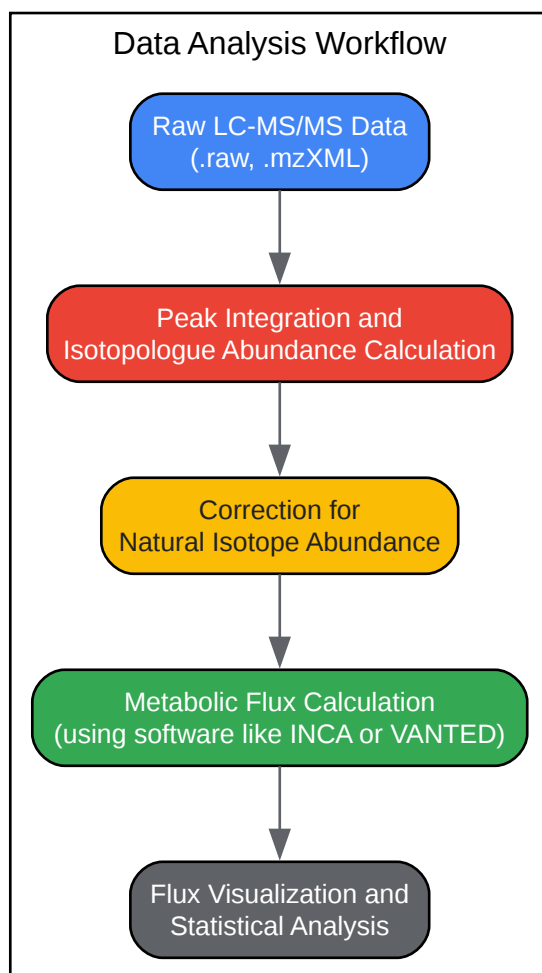 Data Analysis Workflow
Raw LC-MS/MS Data
(.raw, .mzXML)
Peak Integration and
Isotopologue Abundance Calculation
Correction for
Natural Isotope Abundance
Metabolic Flux Calculation
(using software like INCA or VANTED)
Flux Visualization and
Statistical Analysis